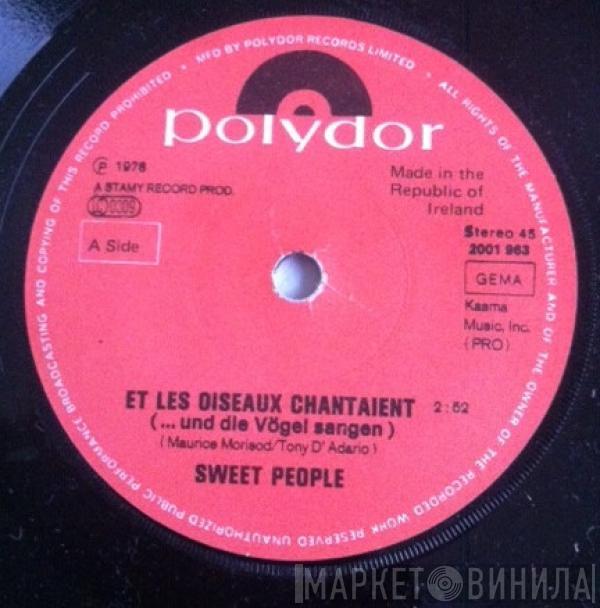 MFD BY POLYDOR RECORDS LIMITED • ALL RIGHTS OF THE MANUFACTURER AND OF THE OWNER OF THE RECORDED WORK RESERVED UNAUTHORIZED PUBLIC PERFORMANCE BROADCASTING AND COPYING OF THIS RECORD PROHIBITED •
polydor
℗ 1978
A STAMY RECORD PROD.
LC 0309
A Side
Made in the
Republic of
Ireland
Stereo 45
2001 963
GEMA
Kaama
Music, Inc.
(PRO)
ET LES OISEAUX CHANTAIENT 2:52
(... und die Vögel sangen)
(Maurice Morisod/Tony D'Adario)
SWEET PEOPLE
МАРКЕТ ВИНИЛА